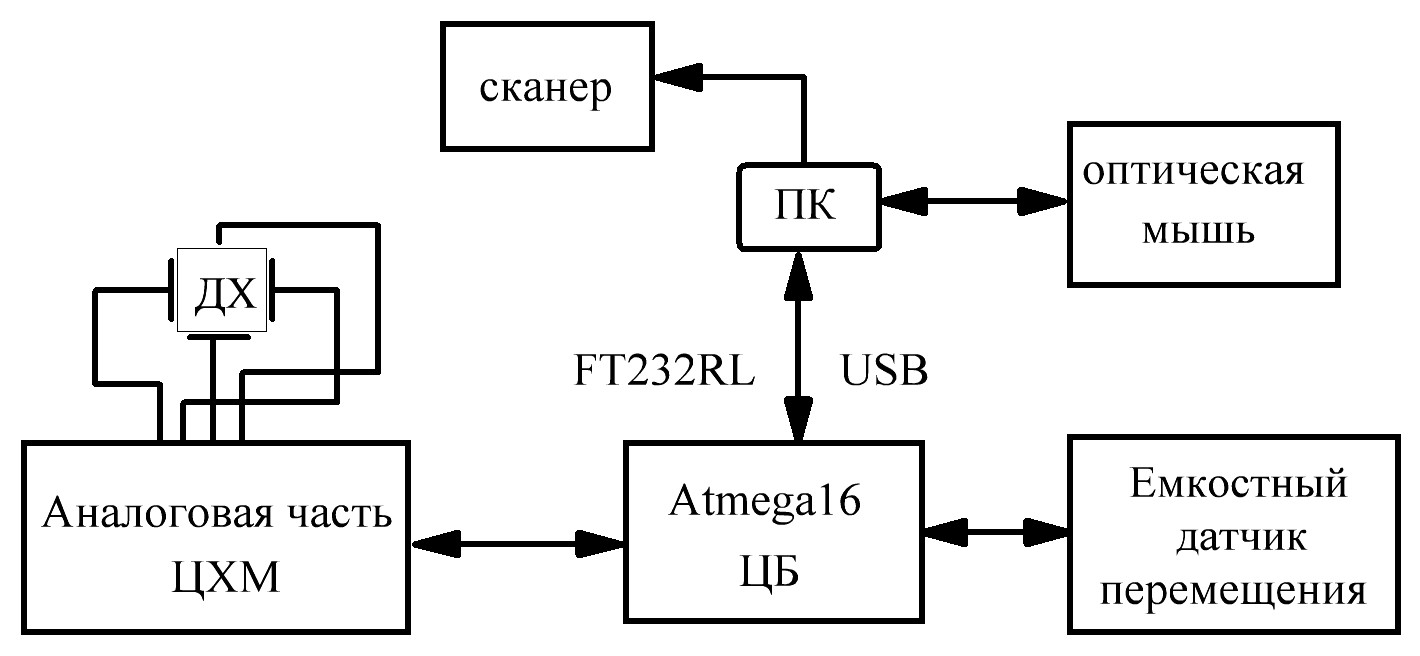 сканер
оптическая
мышь
ПК
ДХ
FT232RL USB
Аналоговая часть
ЦХМ
Atmega16
ЦБ
Емкостный
датчик
перемещения